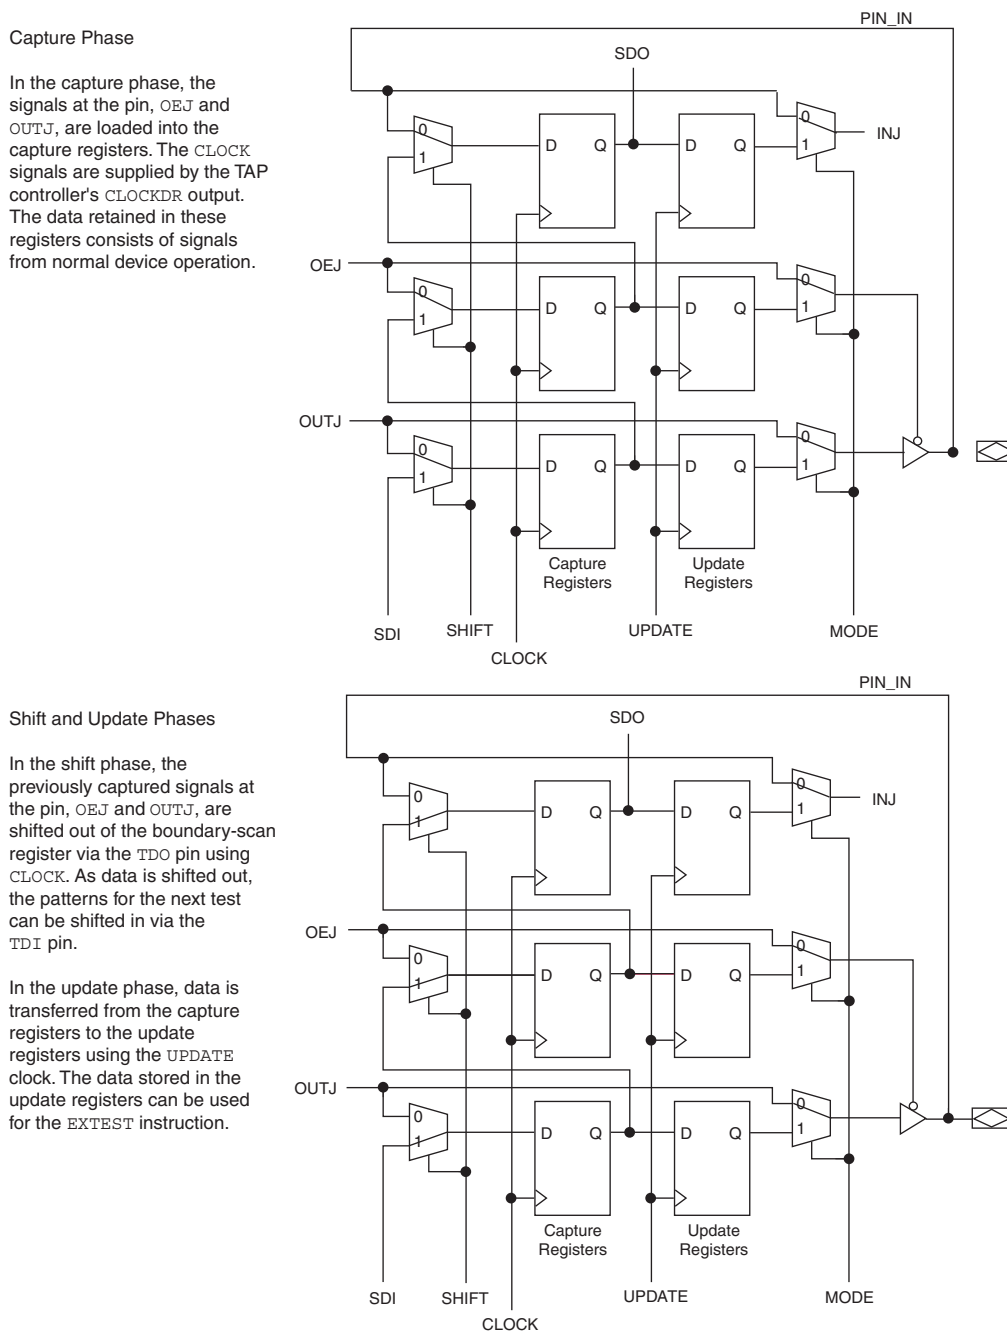 Capture Phase
In the capture phase, the
signals at the pin, OEJ and
OUTJ, are loaded into the
capture registers. The CLOCK
signals are supplied by the TAP
controller's CLOCKDR output.
The data retained in these
registers consists of signals
from normal device operation.
PIN_IN
SDO
0
1
D Q
D Q
0
1
INJ
OEJ
0
1
D Q
D Q
0
1
OUTJ
0
1
D Q
D Q
0
1
Capture
Registers
Update
Registers
SDI
SHIFT
CLOCK
UPDATE
MODE
Shift and Update Phases
In the shift phase, the
previously captured signals at
the pin, OEJ and OUTJ, are
shifted out of the boundary-scan
register via the TDO pin using
CLOCK. As data is shifted out,
the patterns for the next test
can be shifted in via the
TDI pin.
In the update phase, data is
transferred from the capture
registers to the update
registers using the UPDATE
clock. The data stored in the
update registers can be used
for the EXTEST instruction.
PIN_IN
SDO
0
1
D Q
D Q
0
1
INJ
OEJ
0
1
D Q
D Q
0
1
OUTJ
0
1
D Q
D Q
0
1
Capture
Registers
Update
Registers
SDI
SHIFT
CLOCK
UPDATE
MODE